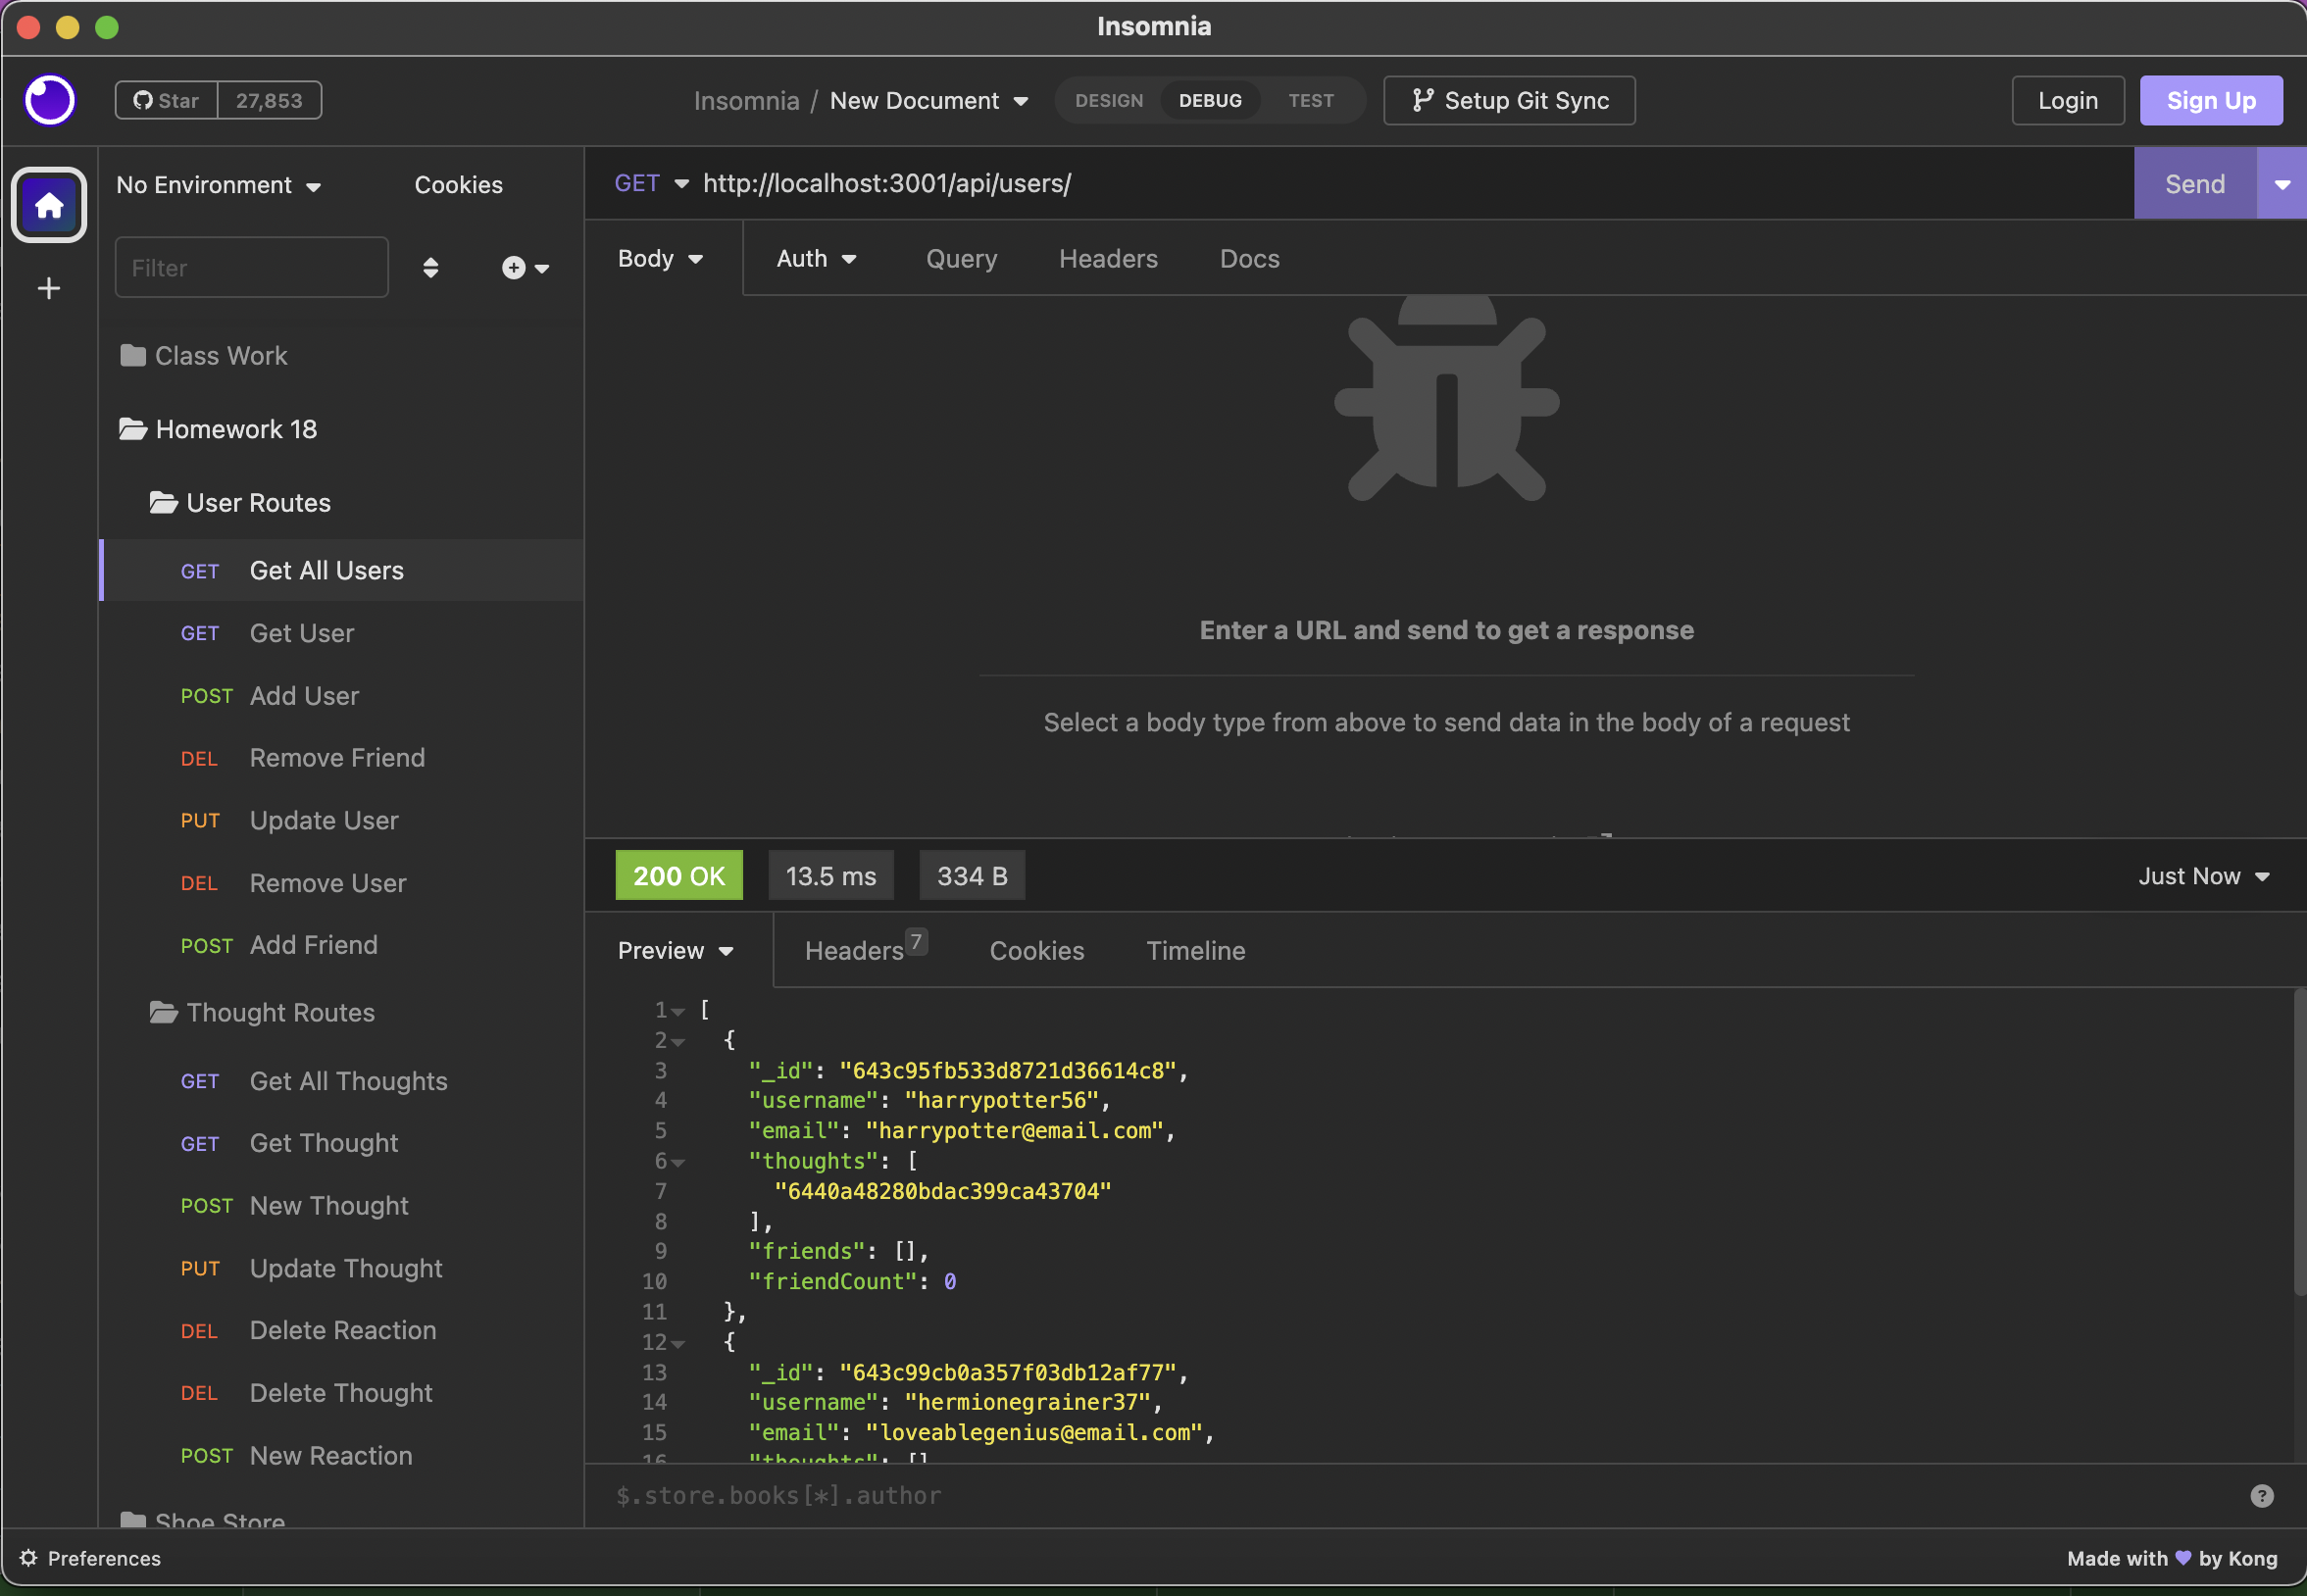 Insomnia
Star 27,853
Insomnia / New Document
DESIGN DEBUG TEST
Setup Git Sync
Login
Sign Up
No Environment
Cookies
Filter
Class Work
Homework 18
User Routes
GET Get All Users
GET Get User
POST Add User
DEL Remove Friend
PUT Update User
DEL Remove User
POST Add Friend
Thought Routes
GET Get All Thoughts
GET Get Thought
POST New Thought
PUT Update Thought
DEL Delete Reaction
DEL Delete Thought
POST New Reaction
Shoe Store
GET http://localhost:3001/api/users/
Send
Body Auth Query Headers Docs
Enter a URL and send to get a response
Select a body type from above to send data in the body of a request
200 OK 13.5 ms 334 B
Just Now
Preview Headers 7 Cookies Timeline
1 [
2 {
3 "_id": "643c95fb533d8721d36614c8",
4 "username": "harrypotter56",
5 "email": "harrypotter@email.com",
6 "thoughts": [
7 "6440a48280bdac399ca43704"
8 ],
9 "friends": [],
10 "friendCount": 0
11 },
12 {
13 "_id": "643c99cb0a357f03db12af77",
14 "username": "hermionegrainer37",
15 "email": "loveablegenius@email.com",
16 "thoughts": []
$.store.books[*].author
?
Preferences
Made with by Kong